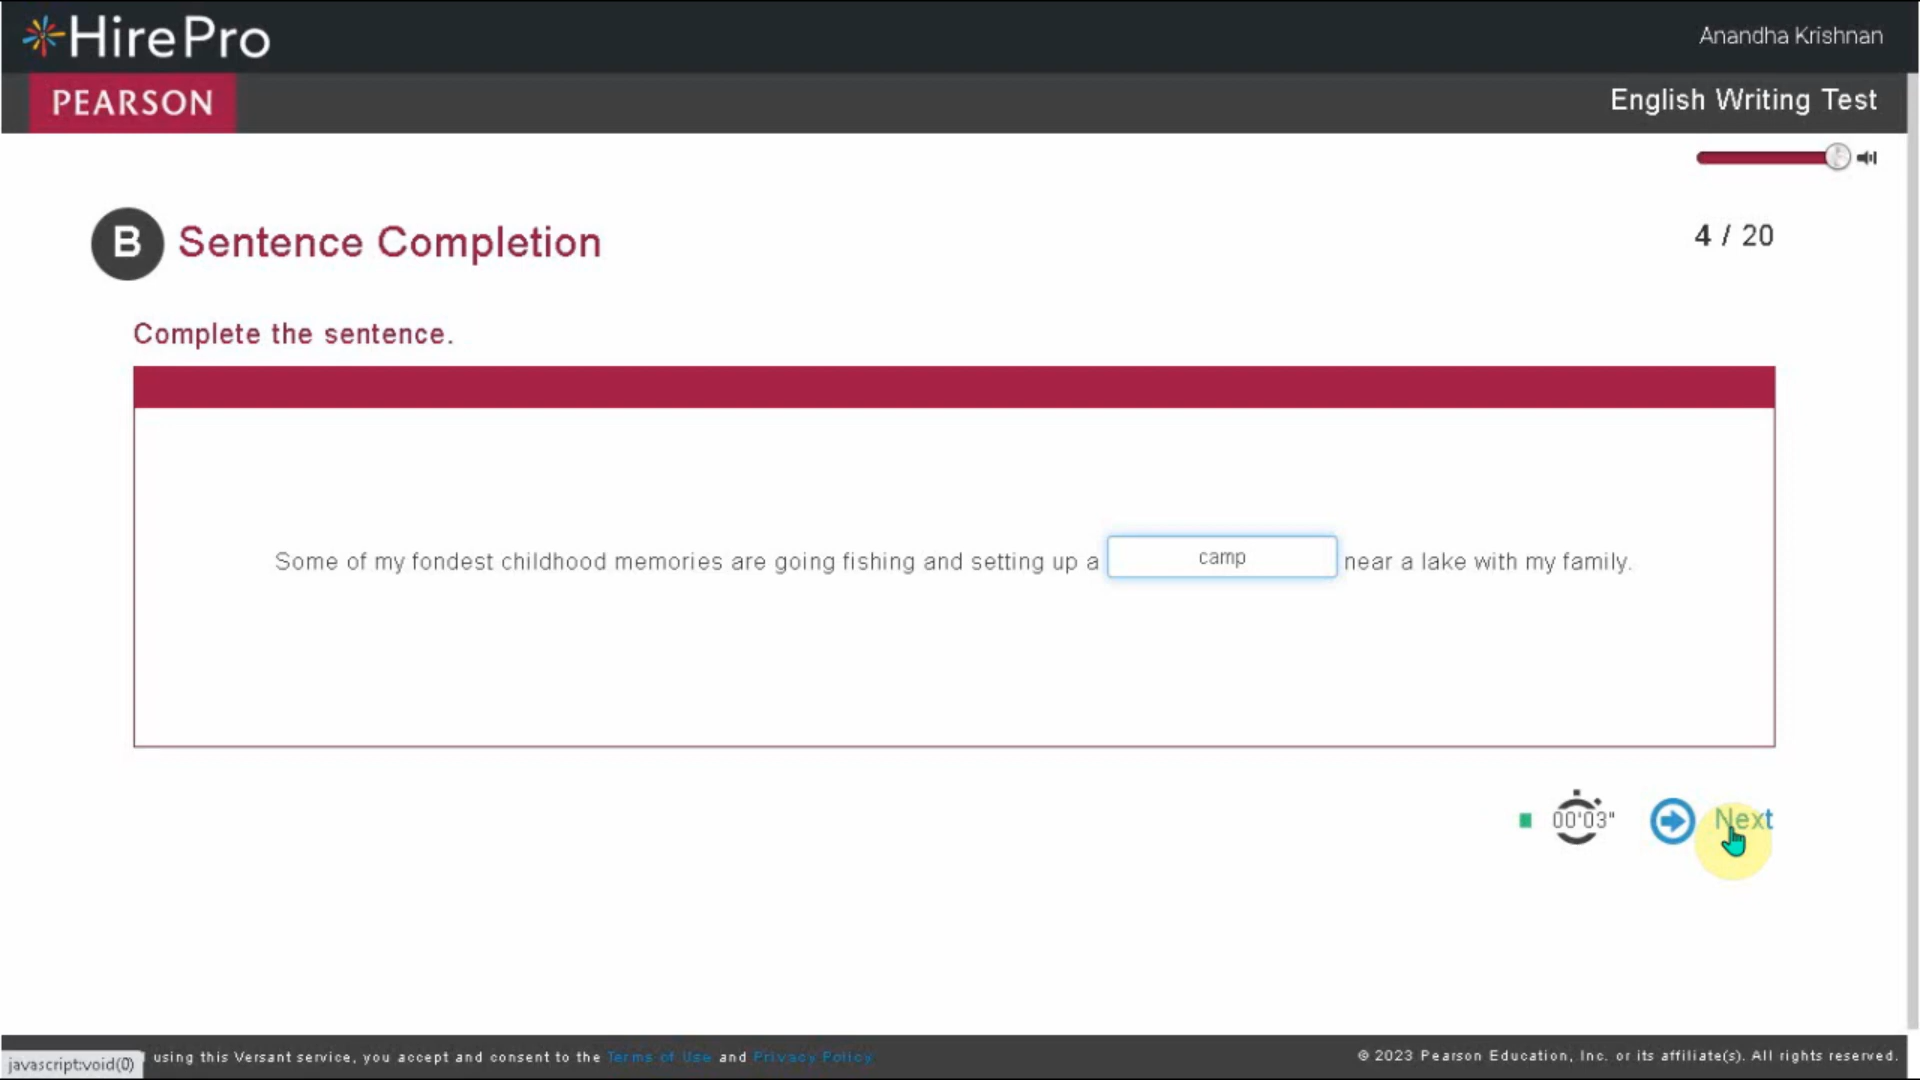 HirePro
Anandha Krishnan
PEARSON
English Writing Test
B Sentence Completion
4 / 20
Complete the sentence.
Some of my fondest childhood memories are going fishing and setting up a camp near a lake with my family.
00'03"
Next
using this Versant service, you accept and consent to the Terms of Use and Privacy Policy
© 2023 Pearson Education, Inc. or its affiliate(s). All rights reserved.
javascript:void(0)